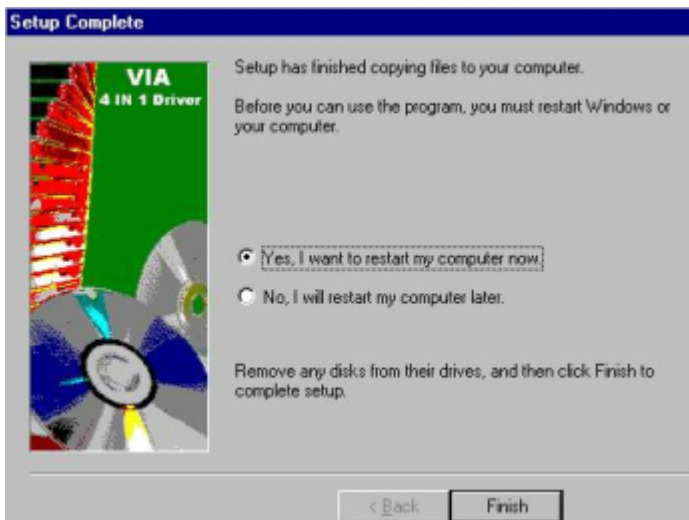 Setup Complete
VIA
4 IN 1 Driver
Setup has finished copying files to your computer.
Before you can use the program, you must restart Windows or
your computer.
Yes, I want to restart my computer now.
No, I will restart my computer later.
Remove any disks from their drives, and then click Finish to
complete setup.
< Back
Finish